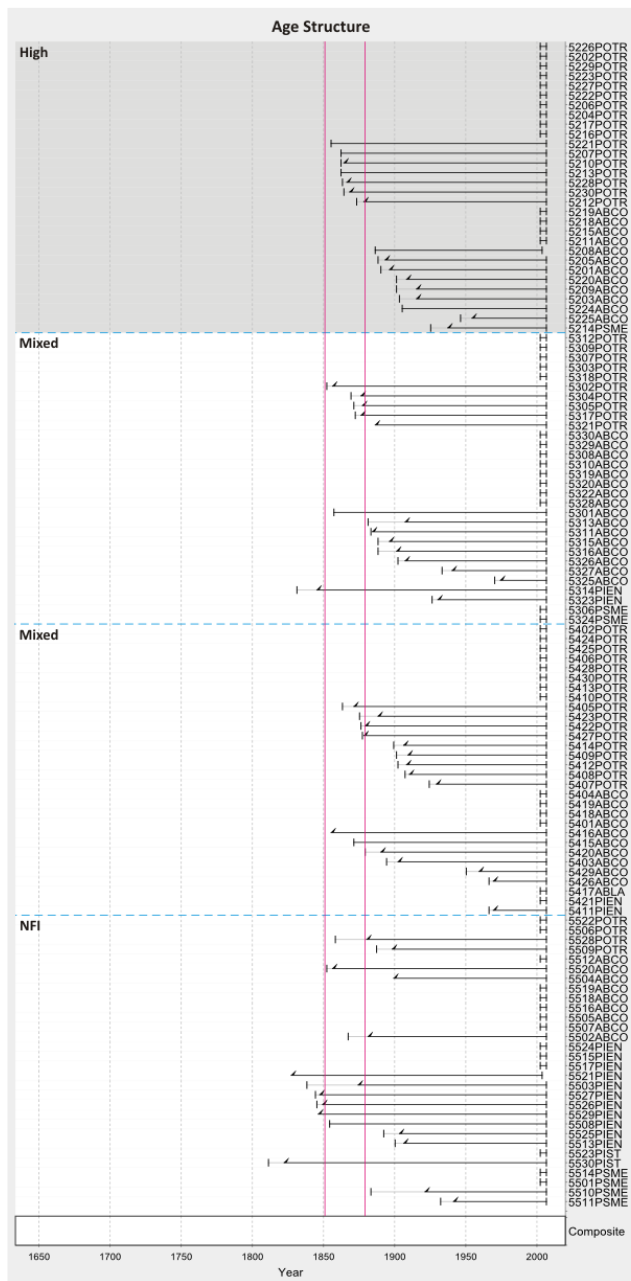 Age Structure
High
5226POTR
5202POTR
5229POTR
5223POTR
5227POTR
5222POTR
5206POTR
5204POTR
5217POTR
5216POTR
5221POTR
5207POTR
5210POTR
5213POTR
5228POTR
5230POTR
5212POTR
5219ABCO
5218ABCO
5215ABCO
5211ABCO
5208ABCO
5205ABCO
5201ABCO
5220ABCO
5209ABCO
5203ABCO
5224ABCO
5225ABCO
5214PSME
Mixed
5312POTR
5309POTR
5307POTR
5303POTR
5318POTR
5302POTR
5304POTR
5305POTR
5317POTR
5321POTR
5330ABCO
5329ABCO
5308ABCO
5310ABCO
5319ABCO
5320ABCO
5322ABCO
5328ABCO
5301ABCO
5313ABCO
5311ABCO
5315ABCO
5316ABCO
5326ABCO
5327ABCO
5325ABCO
5314PIEN
5323PIEN
5306PSME
5324PSME
Mixed
5402POTR
5424POTR
5425POTR
5406POTR
5428POTR
5430POTR
5413POTR
5410POTR
5405POTR
5423POTR
5422POTR
5427POTR
5414POTR
5409POTR
5412POTR
5408POTR
5407POTR
5404ABCO
5419ABCO
5418ABCO
5401ABCO
5416ABCO
5415ABCO
5420ABCO
5403ABCO
5429ABCO
5426ABCO
5417ABLA
5421PIEN
5411PIEN
NFI
5522POTR
5506POTR
5528POTR
5509POTR
5512ABCO
5520ABCO
5504ABCO
5519ABCO
5518ABCO
5516ABCO
5505ABCO
5507ABCO
5502ABCO
5524PIEN
5515PIEN
5517PIEN
5521PIEN
5503PIEN
5527PIEN
5526PIEN
5529PIEN
5508PIEN
5525PIEN
5513PIEN
5523PIST
5530PIST
5514PSME
5501PSME
5510PSME
5511PSME
Composite
1650 1700 1750 1800 1850 1900 1950 2000
Year